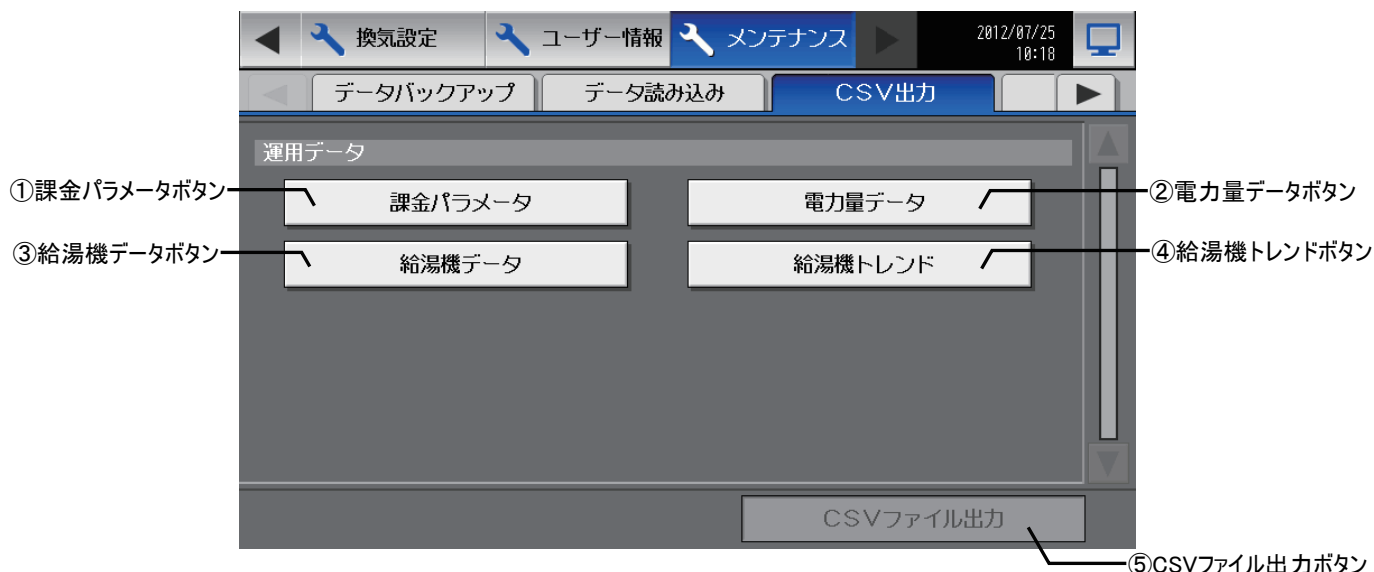 換気設定 ユーザー情報 メンテナンス 2012/07/25
10:18
データバックアップ データ読み込み CSV出力
運用データ
①課金パラメータボタン 課金パラメータ 電力量データ ②電力量データボタン
③給湯機データボタン 給湯機データ 給湯機トレンド ④給湯機トレンドボタン
CSVファイル出力
⑤CSVファイル出力ボタン